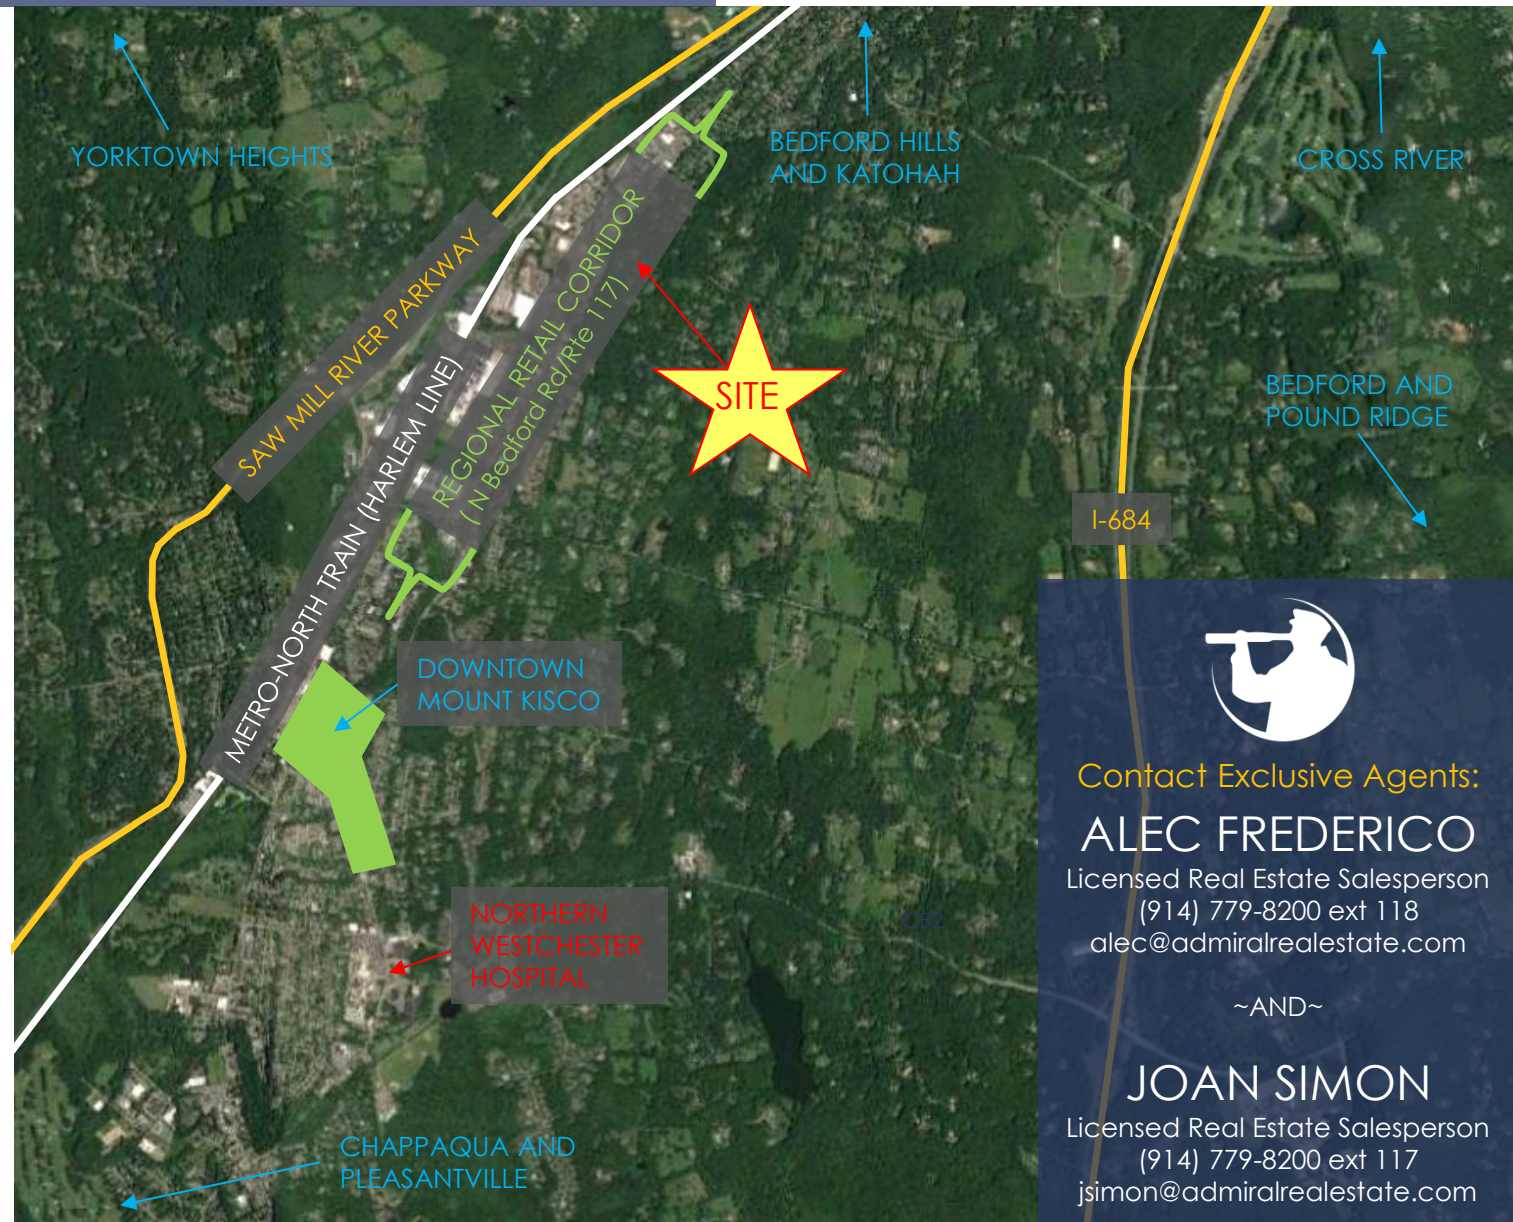 YORKTOWN HEIGHTS
BEDFORD HILLS
AND KATOHAH
CROSS RIVER
SAW MILL RIVER PARKWAY
METRO-NORTH TRAIN (HARLEM LINE)
REGIONAL RETAIL CORRIDOR
( N Bedford Rd/Rte 117)
SITE
BEDFORD AND
POUND RIDGE
I-684
DOWNTOWN
MOUNT KISCO
NORTHERN
WESTCHESTER
HOSPITAL
CHAPPAQUA AND
PLEASANTVILLE
Contact Exclusive Agents:
ALEC FREDERICO
Licensed Real Estate Salesperson
(914) 779-8200 ext 118
alec@admiralrealestate.com
~AND~
JOAN SIMON
Licensed Real Estate Salesperson
(914) 779-8200 ext 117
jsimon@admiralrealestate.com